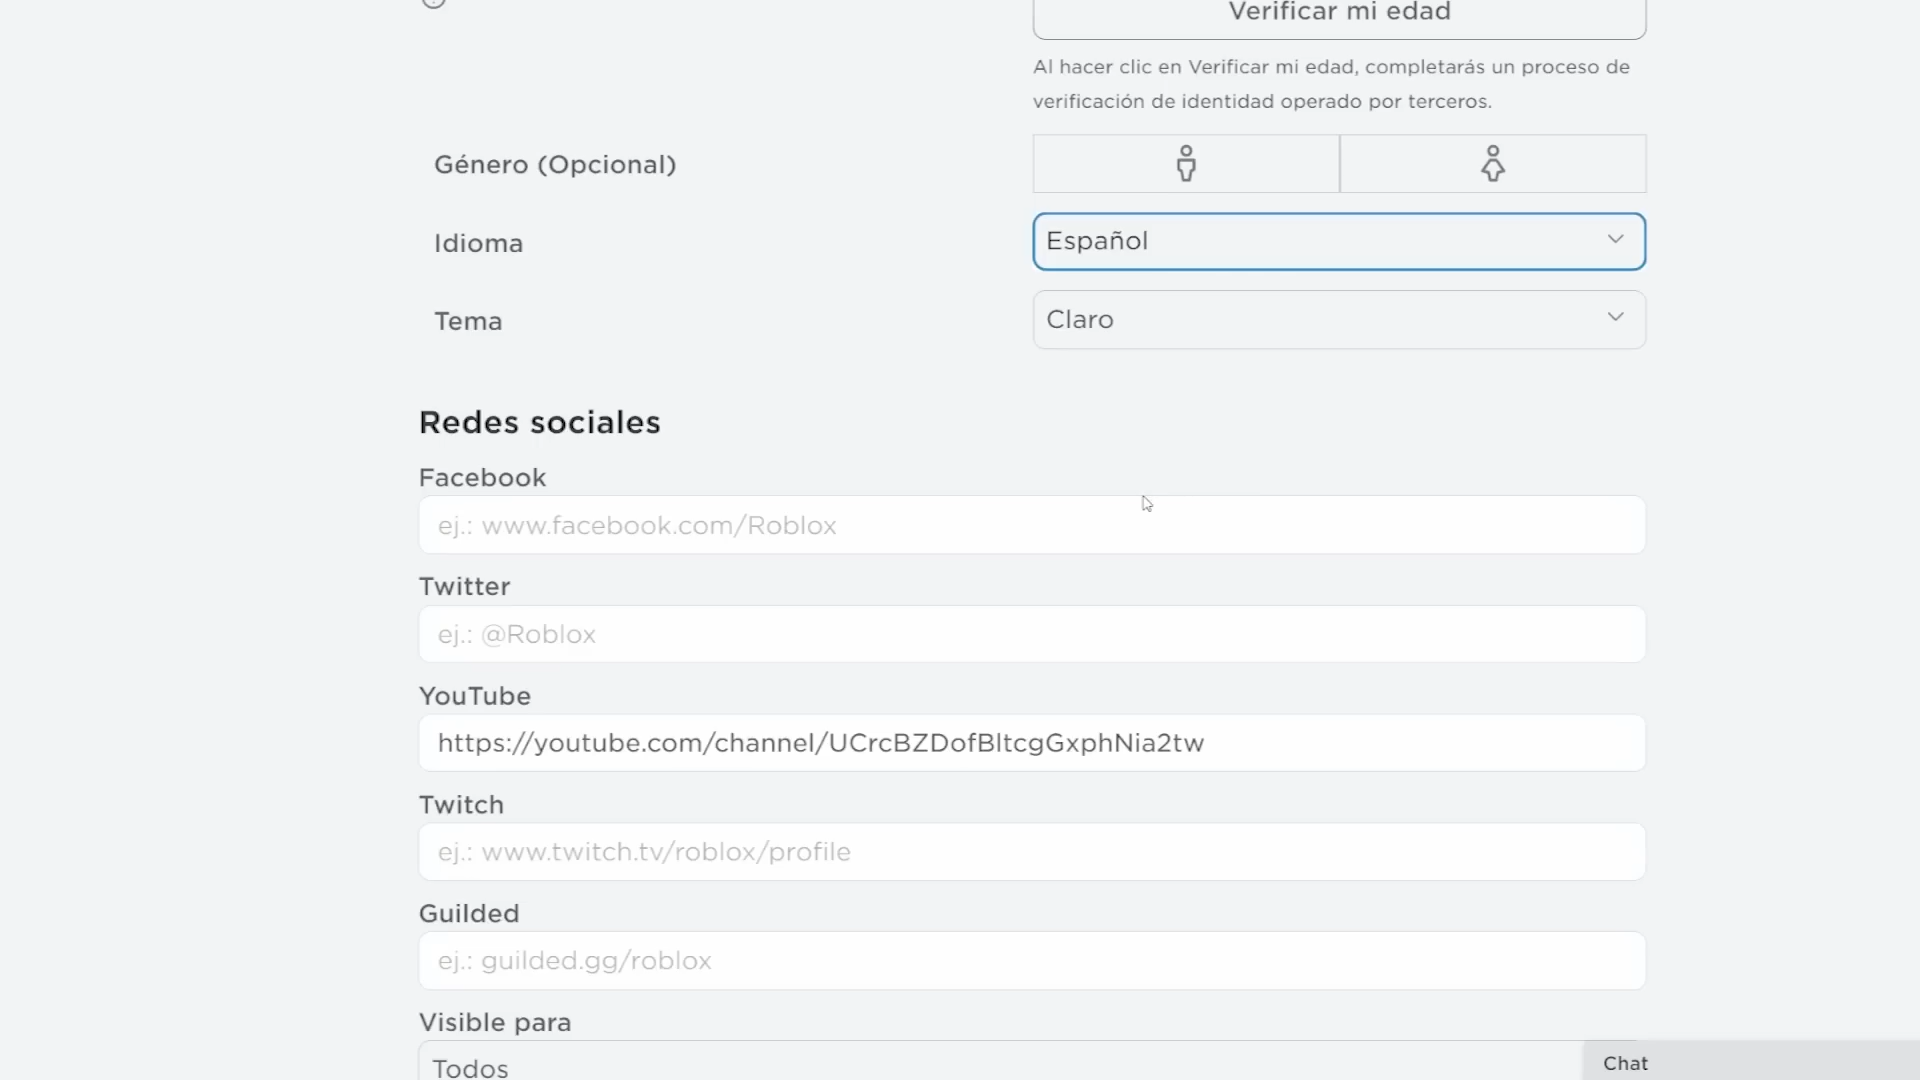 Verificar mi edad
Al hacer clic en Verificar mi edad, completarás un proceso de
verificación de identidad operado por terceros.
Género (Opcional)
Idioma
Español
Tema
Claro
Redes sociales
Facebook
ej.: www.facebook.com/Roblox
Twitter
ej.: @Roblox
YouTube
https://youtube.com/channel/UCrcBZDofBltcgGxphNia2tw
Twitch
ej.: www.twitch.tv/roblox/profile
Guilded
ej.: guilded.gg/roblox
Visible para
Todos
Chat